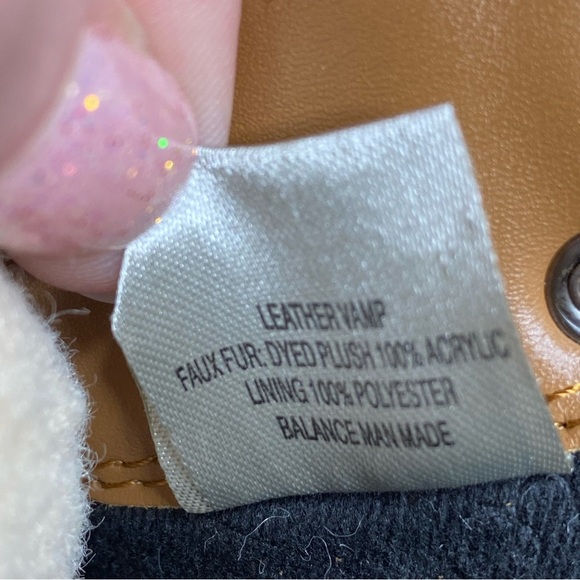 LEATHER VAMP
FAUX FUR: DYED PLUSH 100% ACRYLIC
LINING 100% POLYESTER
BALANCE MAN MADE